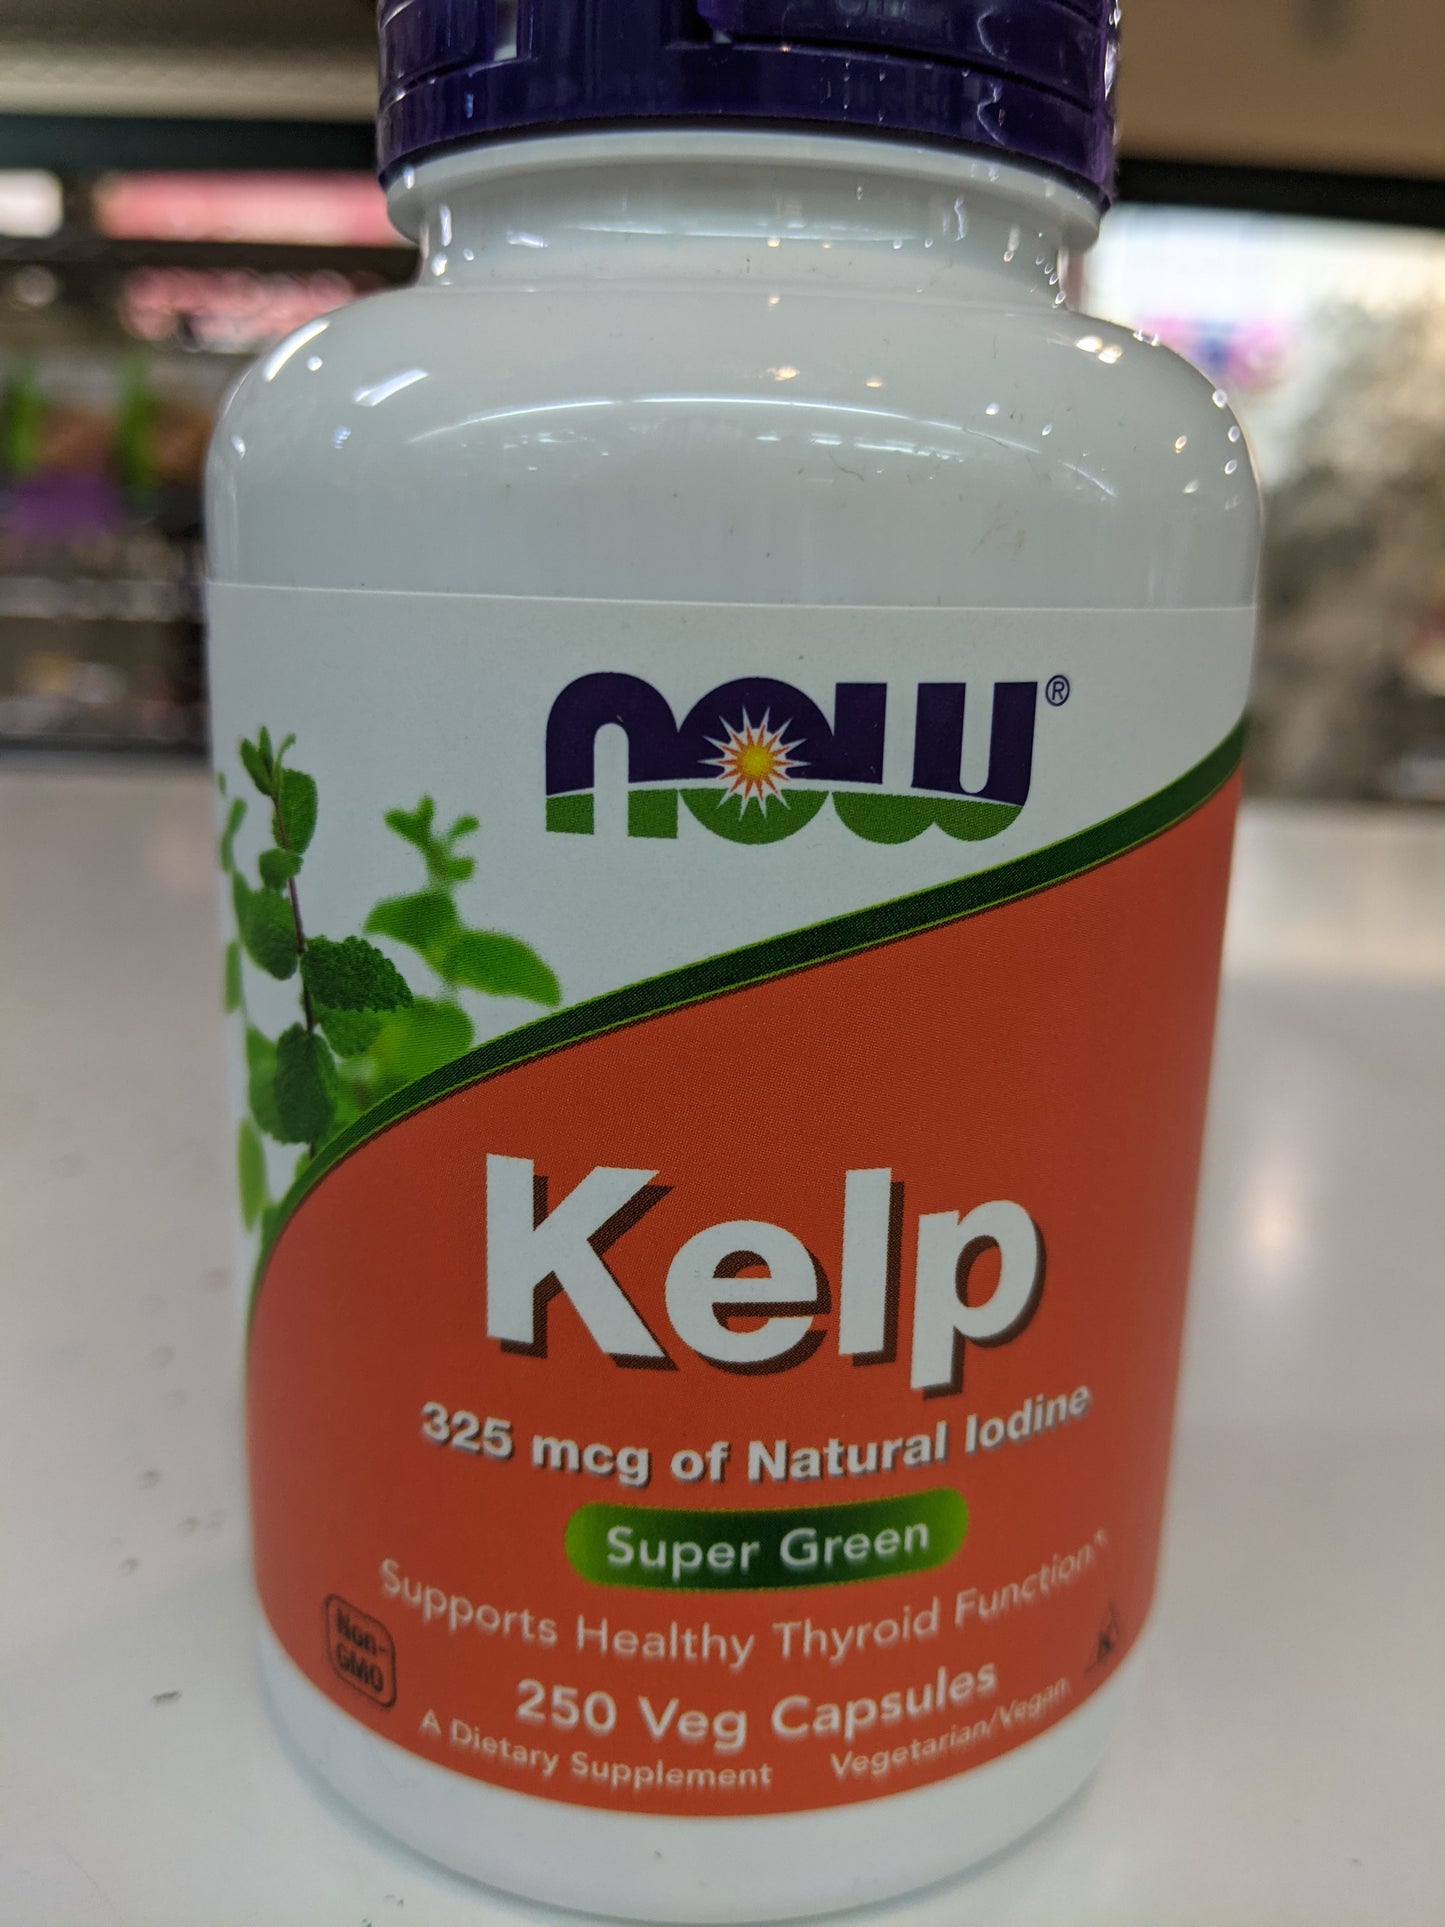 now®
Kelp
325 mcg of Natural Iodine
Super Green
Supports Healthy Thyroid Function*
Non-
GMO
K
250 Veg Capsules
A Dietary Supplement
Vegetarian/Vegan